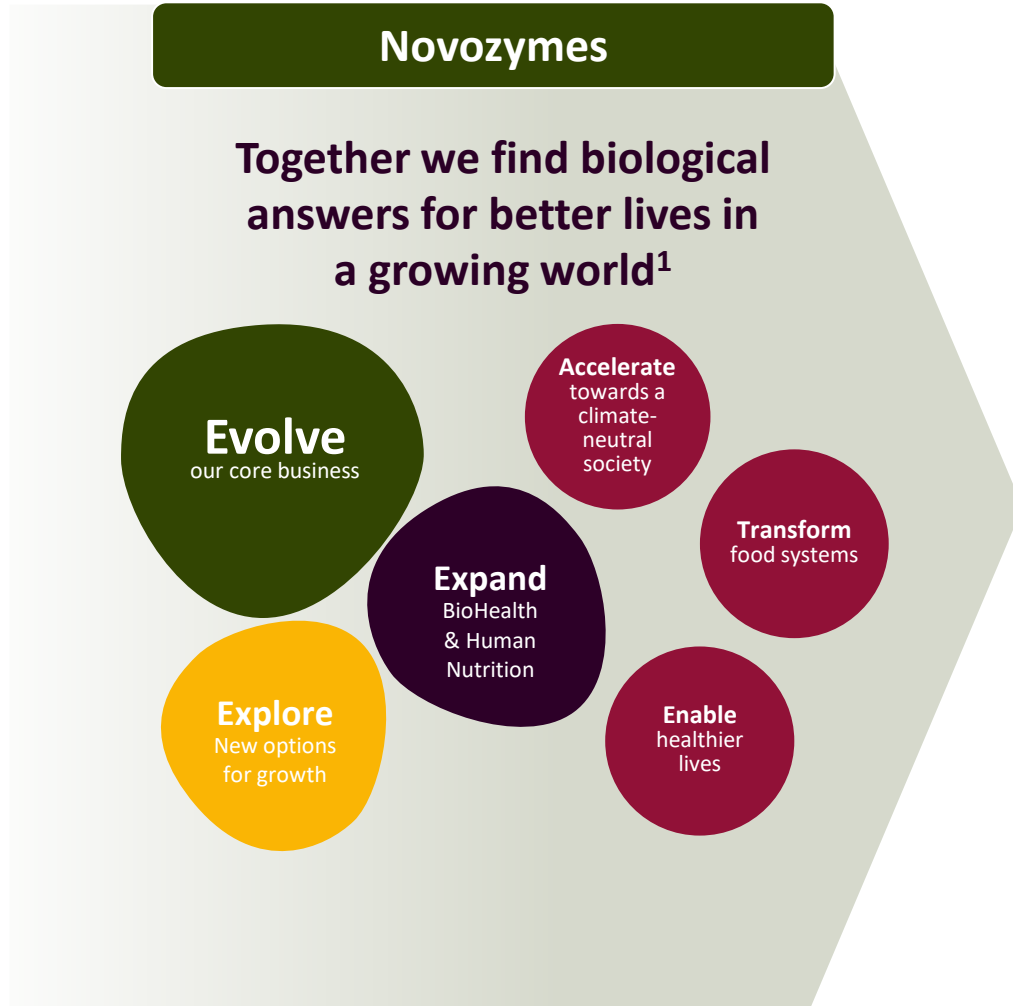 Novozymes
Together we find biological
answers for better lives in
a growing world¹
Evolve
our core business
Expand
BioHealth
& Human
Nutrition
Explore
New options
for growth
Accelerate
towards a
climate-
neutral
society
Transform
food systems
Enable
healthier
lives